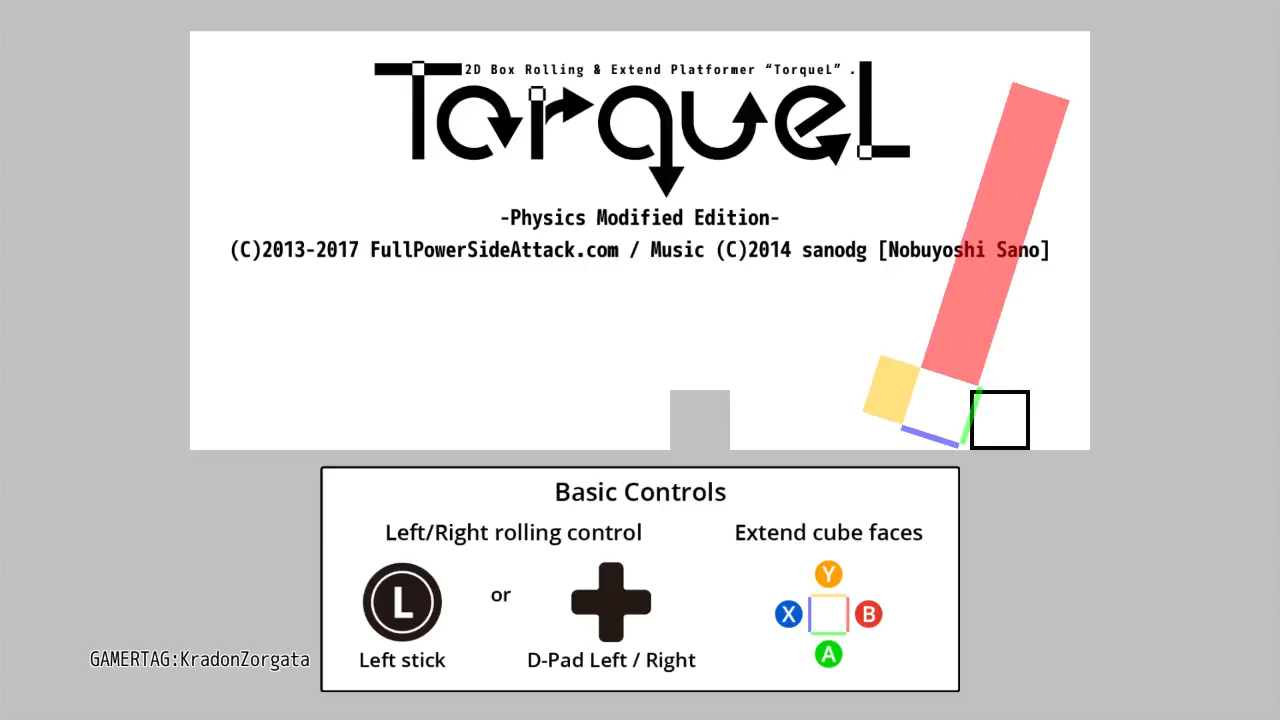 2D Box Rolling & Extend Platformer “TorqueL” .
TorqueL
-Physics Modified Edition-
(C)2013-2017 FullPowerSideAttack.com / Music (C)2014 sanodg [Nobuyoshi Sano]
Basic Controls
Left/Right rolling control
Extend cube faces
L
or
Y
X
B
A
Left stick
D-Pad Left / Right
GAMERTAG:KradonZorgata